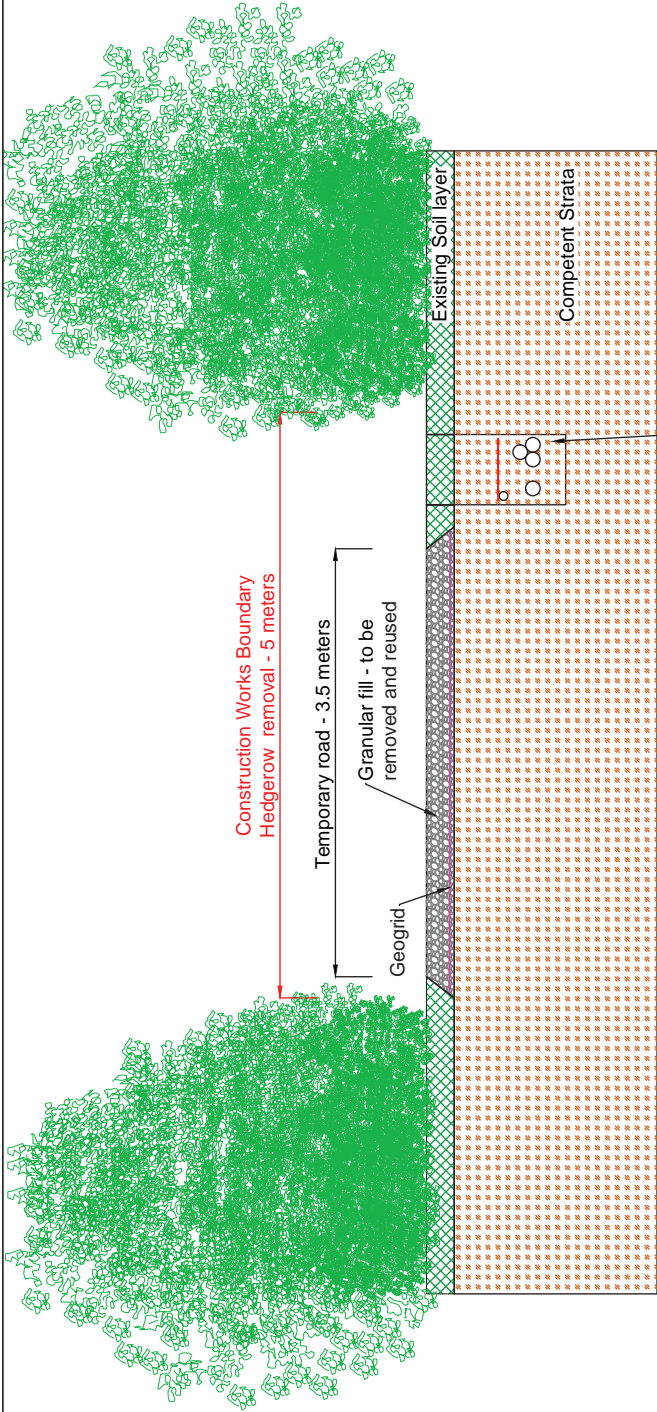 Construction Works Boundary
Hedgerow removal - 5 meters
Temporary road - 3.5 meters
Granular fill - to be
removed and reused
Geogrid
Existing Soil layer
Competent Strata